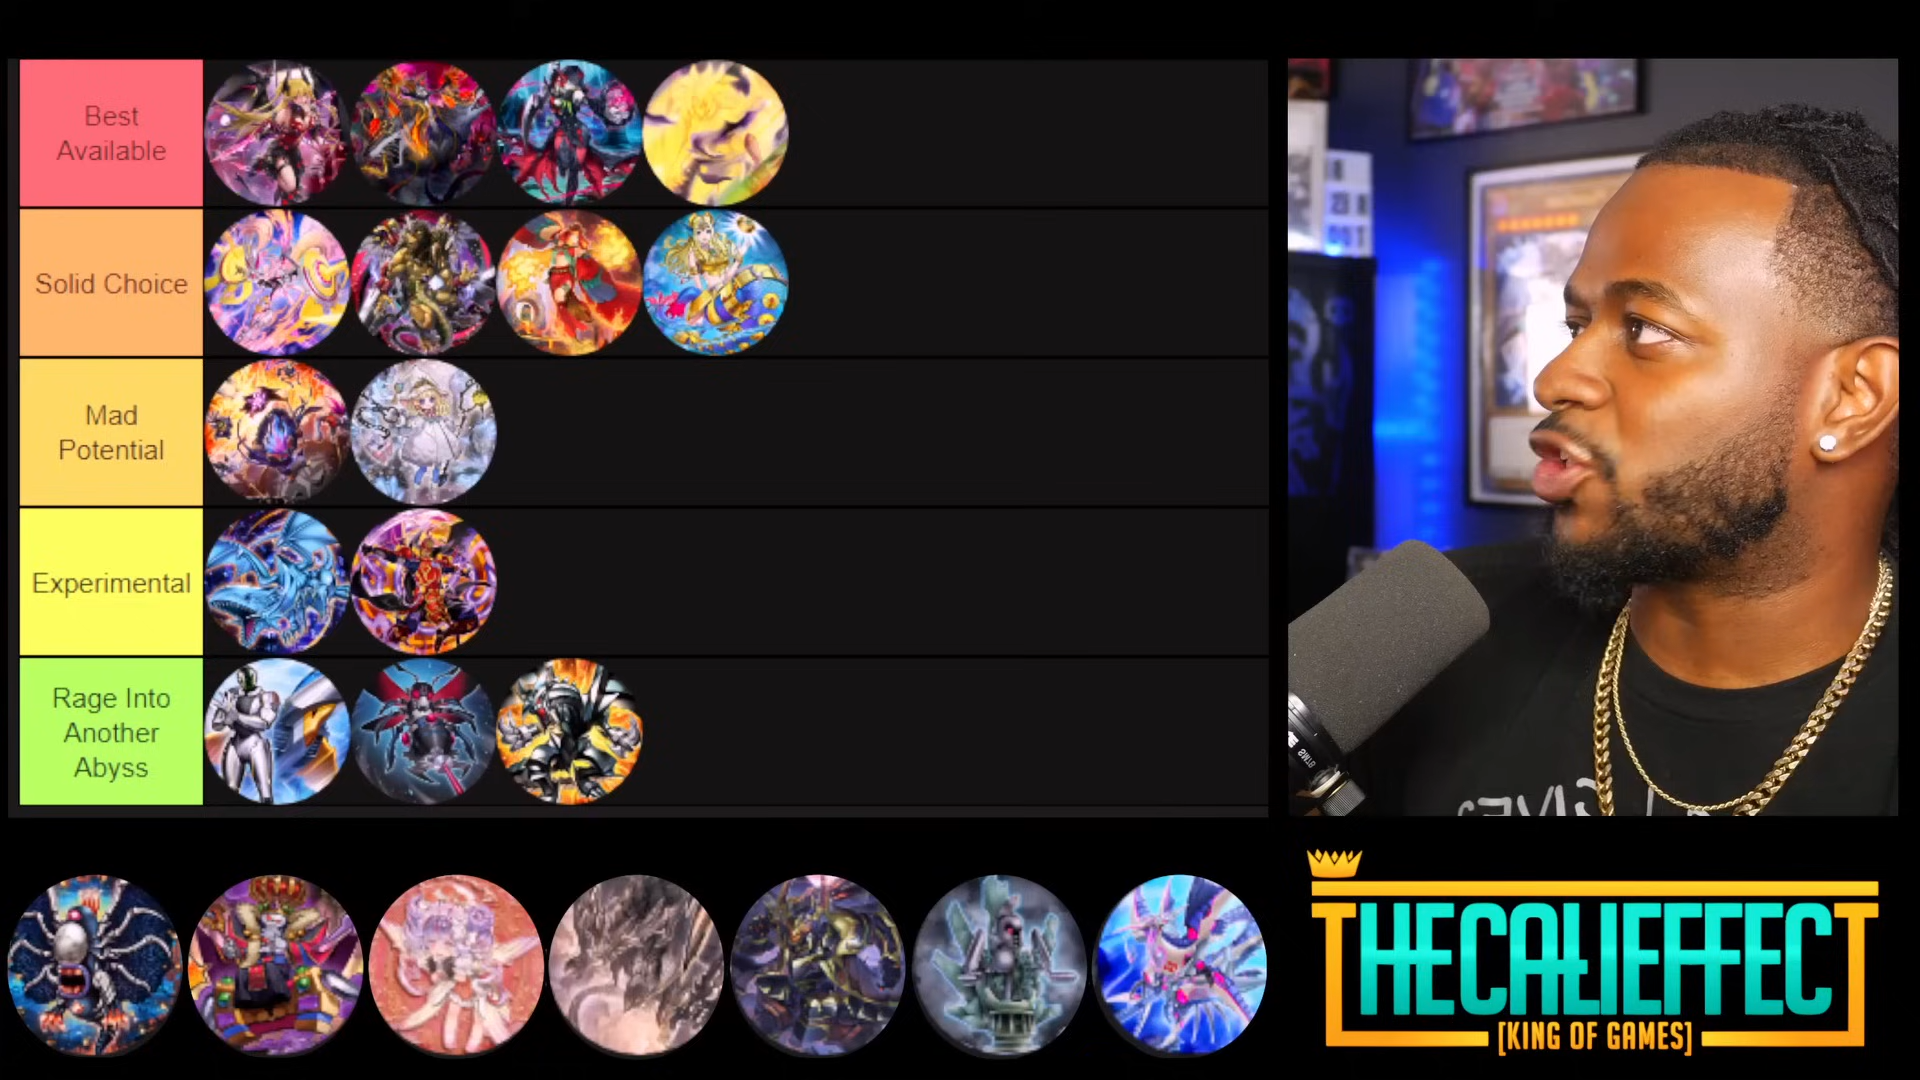 Best
Available
Solid Choice
Mad
Potential
Experimental
Rage Into
Another
Abyss
THECALIEFFECT
[KING OF GAMES]